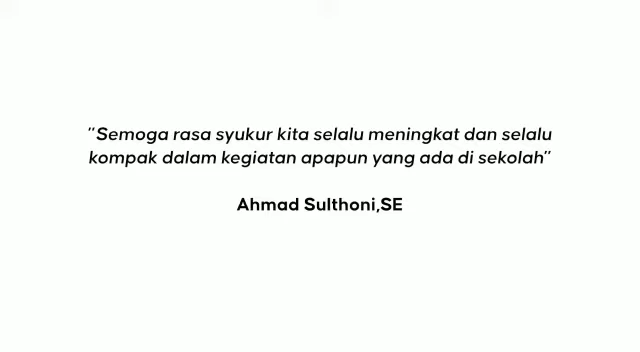 "Semoga rasa syukur kita selalu meningkat dan selalu
kompak dalam kegiatan apapun yang ada di sekolah"
Ahmad Sulthoni,SE